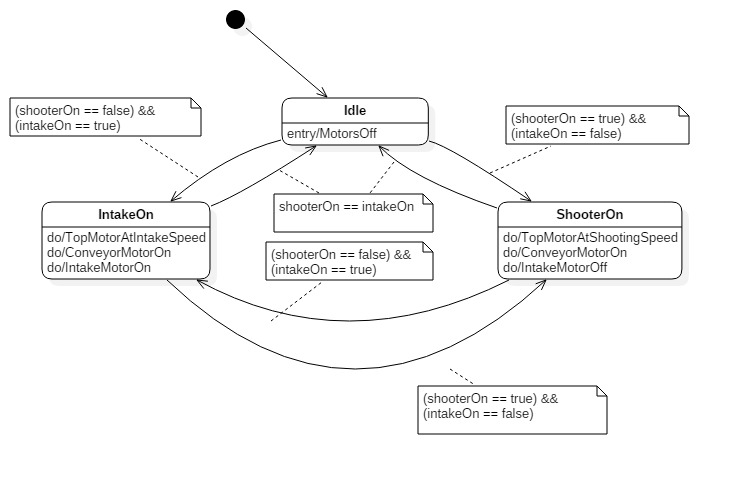 Idle
entry/MotorsOff
(shooterOn == false) &&
(intakeOn == true)
(shooterOn == true) &&
(intakeOn == false)
shooterOn == intakeOn
IntakeOn
do/TopMotorAtIntakeSpeed
do/ConveyorMotorOn
do/IntakeMotorOn
ShooterOn
do/TopMotorAtShootingSpeed
do/ConveyorMotorOn
do/IntakeMotorOff
(shooterOn == false) &&
(intakeOn == true)
(shooterOn == true) &&
(intakeOn == false)